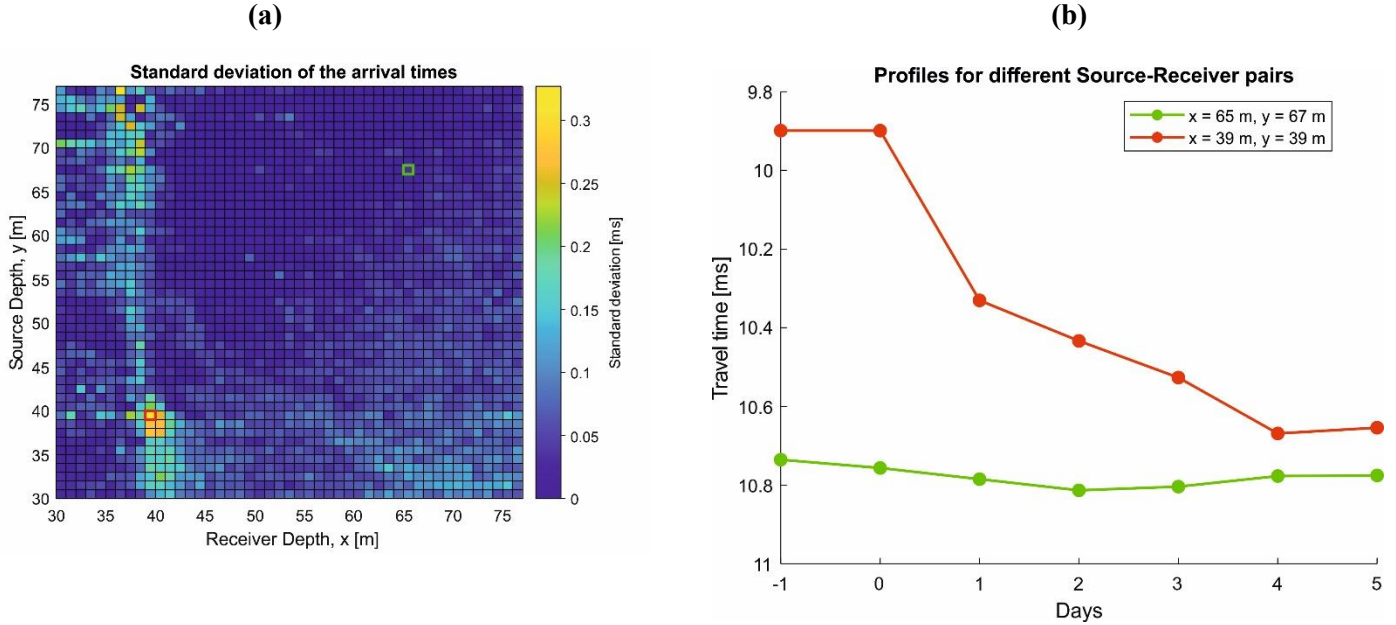 (a)
Standard deviation of the arrival times
75
70
65
60
55
50
45
40
35
30
Source Depth, y [m]
30 35 40 45 50 55 60 65 70 75
Receiver Depth, x [m]
0.3
0.25
0.2
0.15
0.1
0.05
0
Standard deviation [ms]
(b)
Profiles for different Source-Receiver pairs
x = 65 m, y = 67 m
x = 39 m, y = 39 m
9.8
10
10.2
10.4
10.6
10.8
11
Travel time [ms]
-1 0 1 2 3 4 5
Days